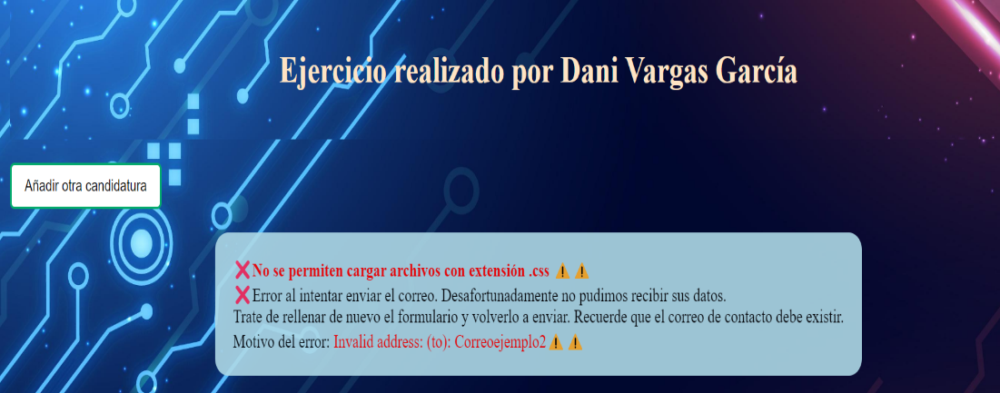 Ejercicio realizado por Dani Vargas García
Añadir otra candidatura
❌No se permiten cargar archivos con extensión .css ⚠⚠
❌Error al intentar enviar el correo. Desafortunadamente no pudimos recibir sus datos.
Trate de rellenar de nuevo el formulario y volverlo a enviar. Recuerde que el correo de contacto debe existir.
Motivo del error: Invalid address: (to): Correoejemplo2⚠⚠